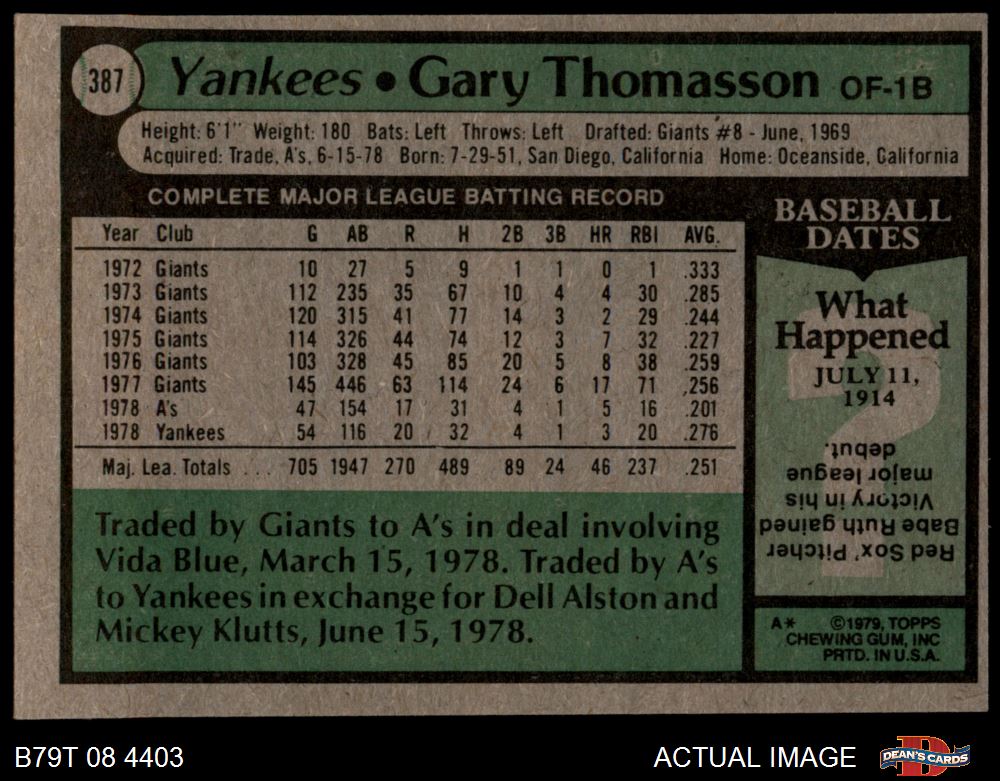 387 Yankees • Gary Thomasson OF-1B
Height: 6'1" Weight: 180 Bats: Left Throws: Left Drafted: Giants #8 - June, 1969
Acquired: Trade, A's, 6-15-78 Born: 7-29-51, San Diego, California Home: Oceanside, California
COMPLETE MAJOR LEAGUE BATTING RECORD
Year Club G AB R H 2B 3B HR RBI AVG.
1972 Giants 10 27 5 9 1 1 0 1 .333
1973 Giants 112 235 35 67 10 4 4 30 .285
1974 Giants 120 315 41 77 14 3 2 29 .244
1975 Giants 114 326 44 74 12 3 7 32 .227
1976 Giants 103 328 45 85 20 5 8 38 .259
1977 Giants 145 446 63 114 24 6 17 71 .256
1978 A's 47 154 17 31 4 1 5 16 .201
1978 Yankees 54 116 20 32 4 1 3 20 .276
Maj. Lea. Totals ... 705 1947 270 489 89 24 46 237 .251
Traded by Giants to A's in deal involving
Vida Blue, March 15, 1978. Traded by A's
to Yankees in exchange for Dell Alston and
Mickey Klutts, June 15, 1978.
BASEBALL
DATES
What
Happened
JULY 11,
1914
?
Red Sox' Pitcher
Babe Ruth gained
Victory in his
major league
debut.
A* ©1979, TOPPS
CHEWING GUM, INC
PRTD. IN U.S.A.
B79T 08 4403
ACTUAL IMAGE
D
DEAN'S CARDS